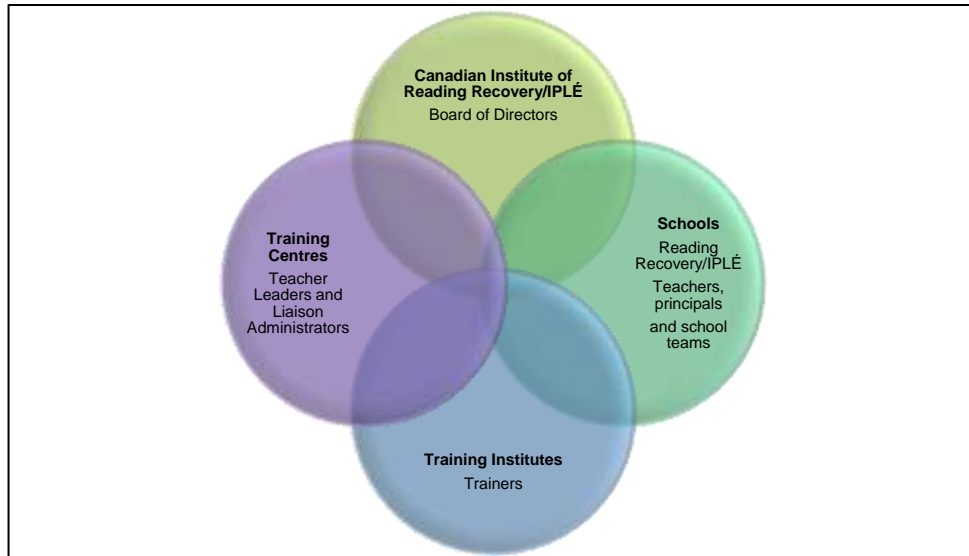 Canadian Institute of
Reading Recovery/IPLÉ
Board of Directors
Training
Centres
Teacher
Leaders and
Liaison
Administrators
Schools
Reading
Recovery/IPLÉ
Teachers,
principals
and school
teams
Training Institutes
Trainers